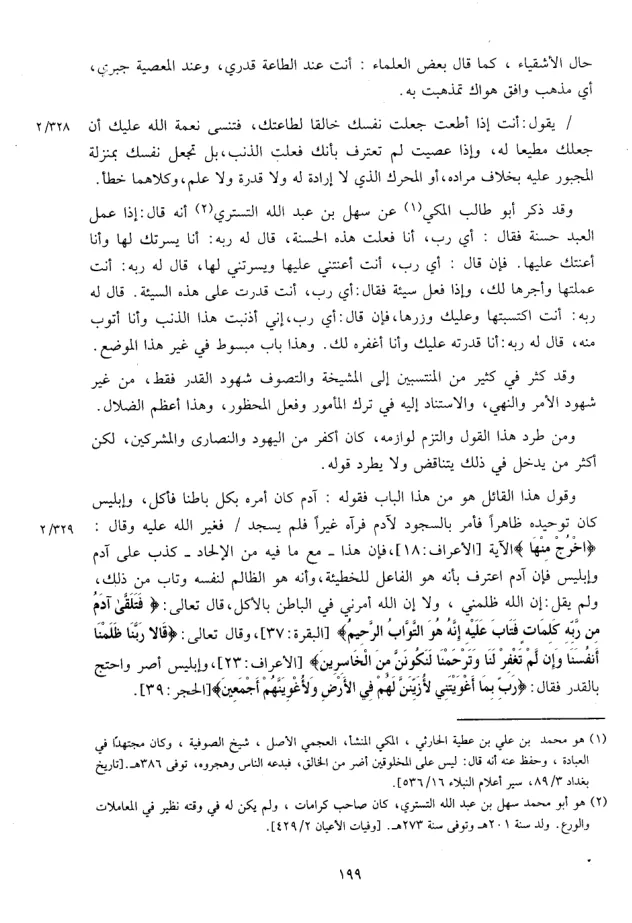 حال الأشقياء ، كما قال بعض العلماء : أنت عند الطاعة قدري، وعند المعصية جبري،
أي مذهب وافق هواك تمذهبت به.
/ يقول:أنت إذا أطعت جعلت نفسك خالقا لطاعتك، فتنسى نعمة الله عليك أن ٢/٣٢٨
جعلك مطيعا له، وإذا عصيت لم تعترف بأنك فعلت الذنب،بل تجعل نفسك بمنزلة
المجبور عليه بخلاف مراده،أو المحرك الذي لا إرادة له ولا قدرة ولا علم،وكلاهما خطأ.
وقد ذكر أبو طالب المكي(١) عن سهل بن عبد الله التستري(٢) أنه قال:إذا عمل
العبد حسنة فقال : أي رب، أنا فعلت هذه الحسنة، قال له ربه: أنا يسرتك لها وأنا
أعنتك عليها. فإن قال : أي رب، أنت أعنتني عليها ويسرتني لها، قال له ربه: أنت
عملتها وأجرها لك، وإذا فعل سيئة فقال:أي رب، أنت قدرت على هذه السيئة. قال له
ربه: أنت اكتسبتها وعليك وزرها،فإن قال:أي رب،إني أذنبت هذا الذنب وأنا أتوب
منه، قال له ربه:أنا قدرته عليك وأنا أغفره لك. وهذا باب مبسوط في غير هذا الموضع.
وقد كثر في كثير من المنتسبين إلى المشيخة والتصوف شهود القدر فقط، من غير
شهود الأمر والنهي، والاستناد إليه في ترك المأمور وفعل المحظور، وهذا أعظم الضلال.
ومن طرد هذا القول والتزم لوازمه، كان أكفر من اليهود والنصارى والمشركين، لكن
أكثر من يدخل في ذلك يتناقض ولا يطرد قوله.
وقول هذا القائل هو من هذا الباب فقوله : آدم كان أمره بكل باطنا فأكل، وإبليس
كان توحيده ظاهراً فأمر بالسجود لآدم فرآه غيراً فلم يسجد / فغير الله عليه وقال : ٢/٣٢٩
﴿اخْرُجْ مِنْهَا ﴾الآية [الأعراف:١٨]،فإن هذا ـ مع ما فيه من الإلحاد ـ كذب على آدم
وإبليس فإن آدم اعترف بأنه هو الفاعل للخطيئة،وأنه هو الظالم لنفسه وتاب من ذلك،
ولم يقل:إن الله ظلمني ، ولا إن الله أمرني في الباطن بالأكل،قال تعالى:﴿ فَتَلَقَّىٰ آدَمُ
مِن رَّبِّهِ كَلِمَاتٍ فَتَابَ عَلَيْهِ إِنَّهُ هُوَ التَّوَّابُ الرَّحِيمُ﴾ [البقرة:٣٧]،وقال تعالى:﴿قَالا رَبَّنَا ظَلَمْنَا
أَنفُسَنَا وَإِن لَّمْ تَغْفِرْ لَنَا وَتَرْحَمْنَا لَنَكُونَنَّ مِنَ الْخَاسِرِينَ﴾ [الأعراف:٢٣]،وإبليس أصر واحتج
بالقدر فقال:﴿رَبِّ بِمَا أَغْوَيْتَنِي لأُزَيِّنَنَّ لَهُمْ فِي الأَرْضِ وَلأُغْوِيَنَّهُمْ أَجْمَعِينَ﴾[الحجر:٣٩].
(١) هو محمد بن علي بن عطية الحارثي ، المكي المنشأ، العجمي الأصل ، شيخ الصوفية ، وكان مجتهدًا في
العبادة ، وحفظ عنه أنه قال: ليس على المخلوقين أضر من الخالق، فبدعه الناس وهجروه، توفى ٣٨٦هـ.[تاريخ
بغداد ٨٩/٣، سير أعلام النبلاء ٥٣٦/١٦].
(٢) هو أبو محمد سهل بن عبد الله التستري، كان صاحب كرامات ، ولم يكن له في وقته نظير في المعاملات
والورع. ولد سنة ٢٠١هـ وتوفى سنة ٢٧٣هـ. [وفيات الأعيان ٤٢٩/٢].
١٩٩